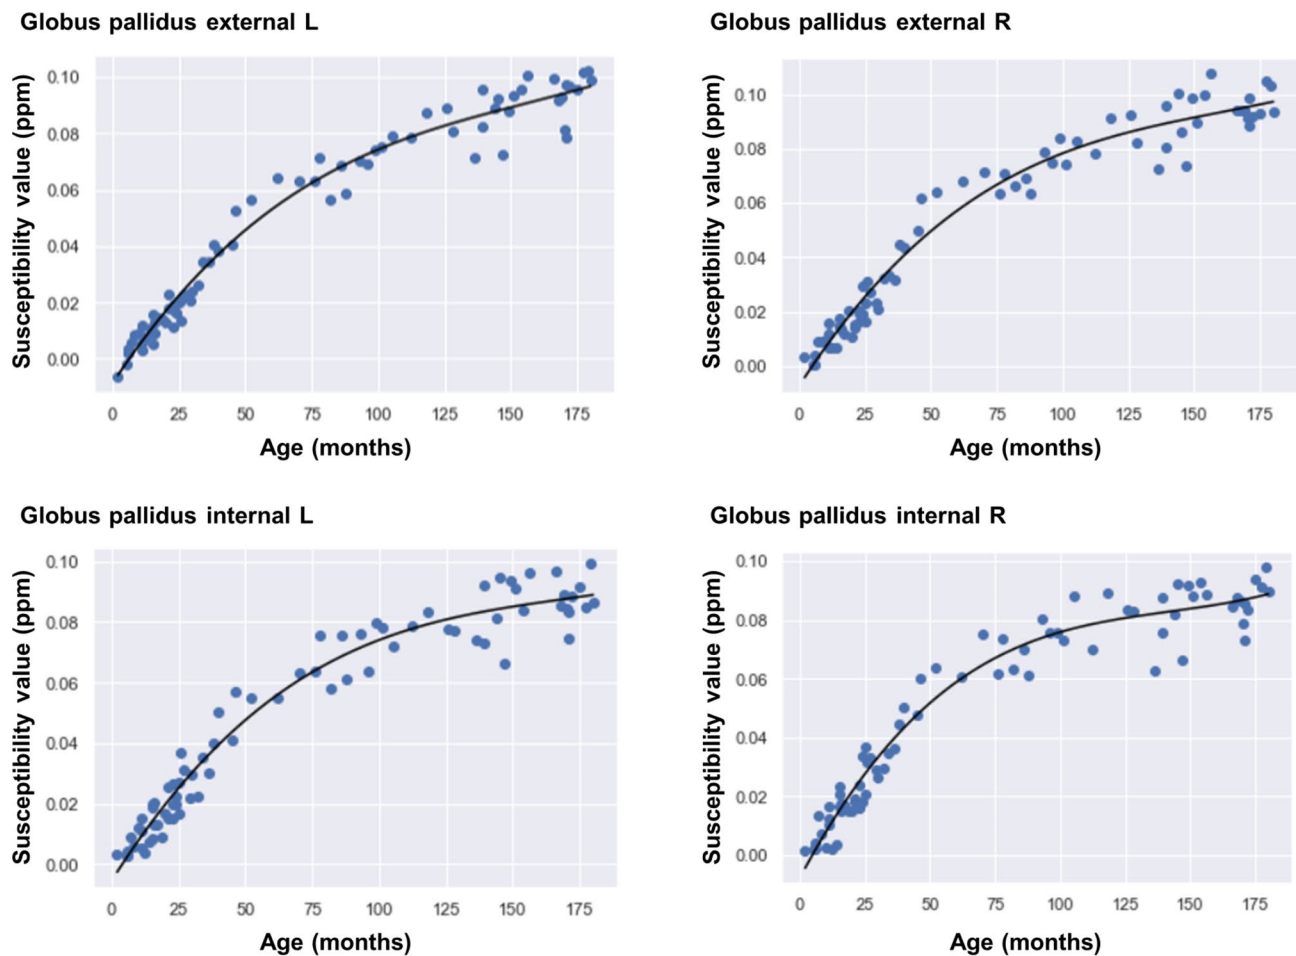 Globus pallidus external L
Susceptibility value (ppm)
0.10
0.08
0.06
0.04
0.02
0.00
0 25 50 75 100 125 150 175
Age (months)
Globus pallidus external R
Susceptibility value (ppm)
0.10
0.08
0.06
0.04
0.02
0.00
0 25 50 75 100 125 150 175
Age (months)
Globus pallidus internal L
Susceptibility value (ppm)
0.10
0.08
0.06
0.04
0.02
0.00
0 25 50 75 100 125 150 175
Age (months)
Globus pallidus internal R
Susceptibility value (ppm)
0.10
0.08
0.06
0.04
0.02
0.00
0 25 50 75 100 125 150 175
Age (months)